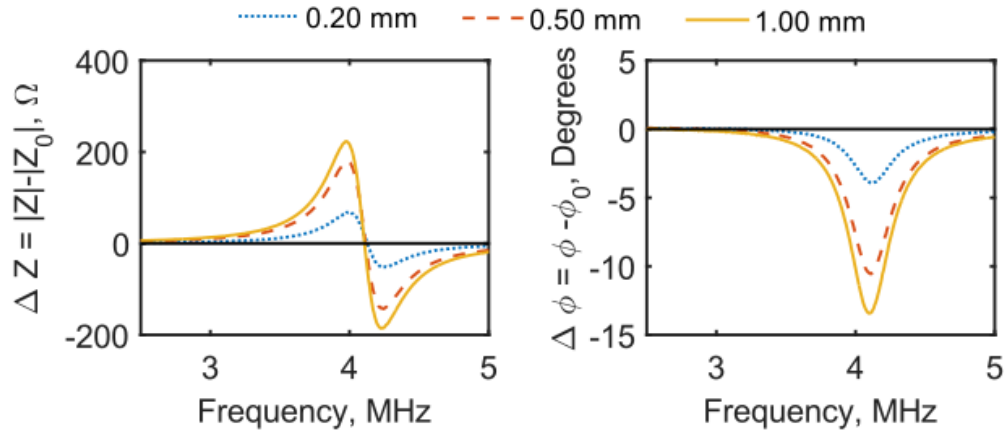 0.20 mm 0.50 mm 1.00 mm
Δ Z = |Z|-|Z₀|, Ω
400
200
0
-200
3 4 5
Frequency, MHz
Δ ϕ = ϕ -ϕ₀, Degrees
5
0
-5
-10
-15
3 4 5
Frequency, MHz